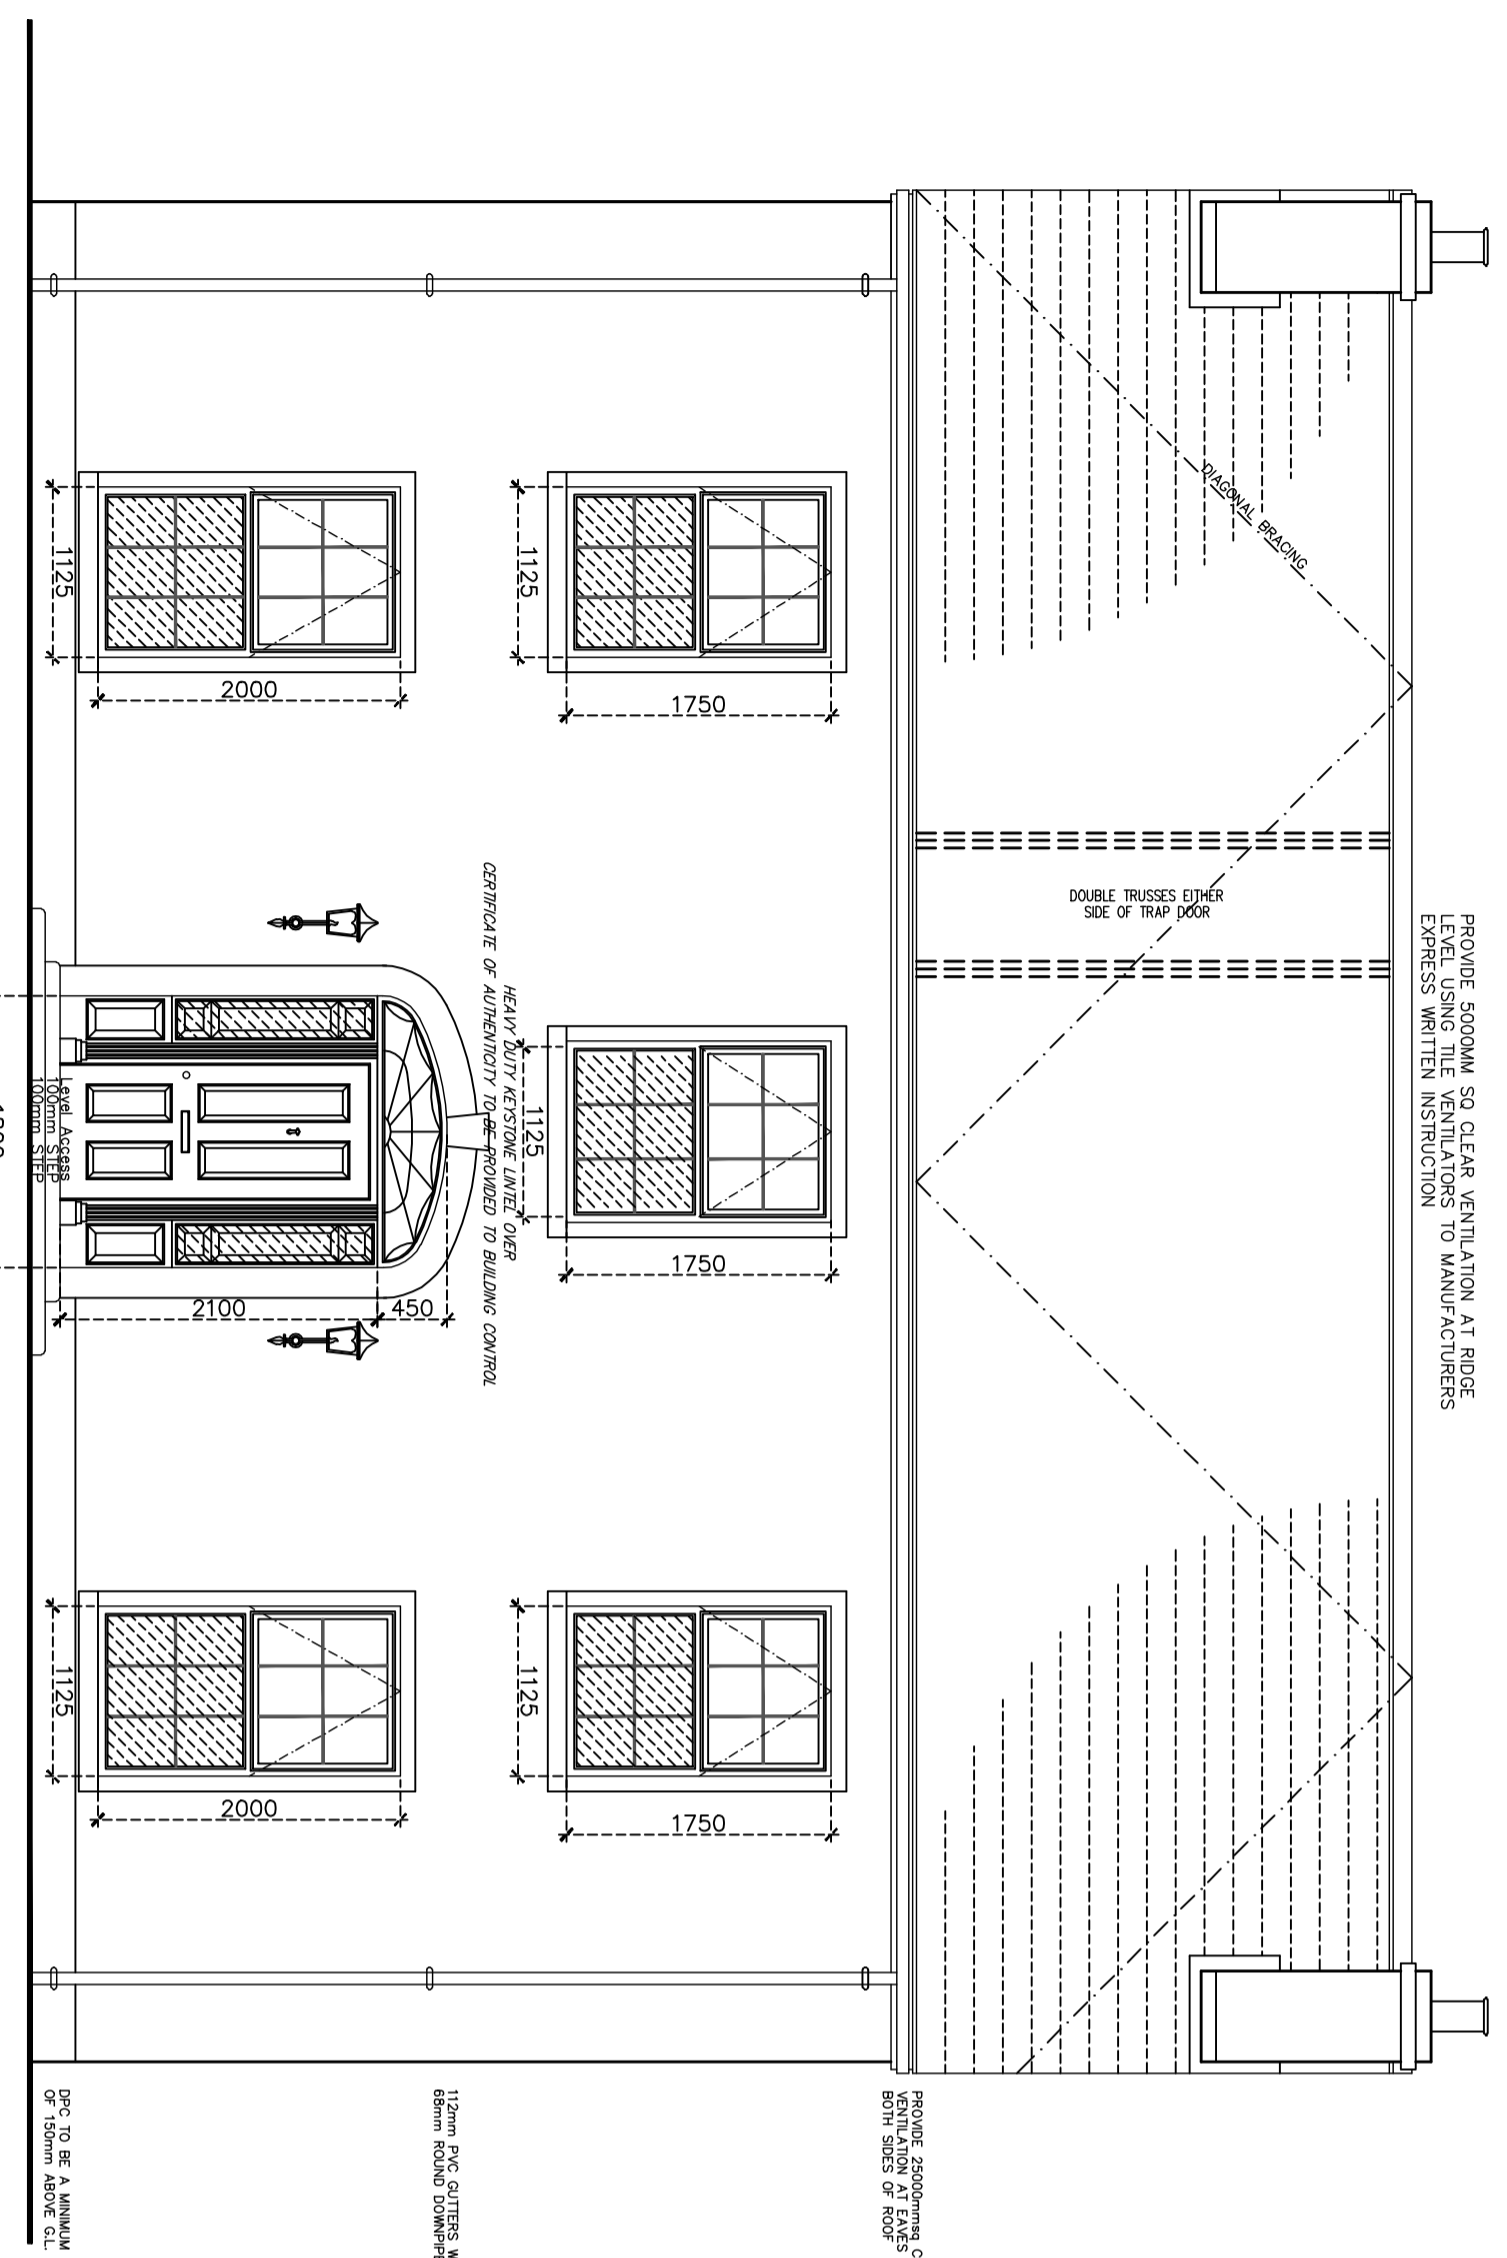 PROVIDE 5000MM SQ CLEAR VENTILATION AT RIDGE
LEVEL USING TILE VENTILATORS TO MANUFACTURERS
EXPRESS WRITTEN INSTRUCTION
DIAGONAL BRACING
DOUBLE TRUSSES EITHER
SIDE OF TRAP DOOR
PROVIDE 25000mmsq C
VENTILATION AT EAVES
BOTH SIDES OF ROOF
1750
1750
1750
1125
1125
1125
HEAVY DUTY KEYSTONE LINTEL OVER
CERTIFICATE OF AUTHENTICITY TO BE PROVIDED TO BUILDING CONTROL
112mm PVC GUTTERS W
68mm ROUND DOWNPIPE
450
2100
2000
2000
1125
1125
Level Access
100mm STEP
100mm STEP
DPC TO BE A MINIMUM
OF 150mm ABOVE G.L.